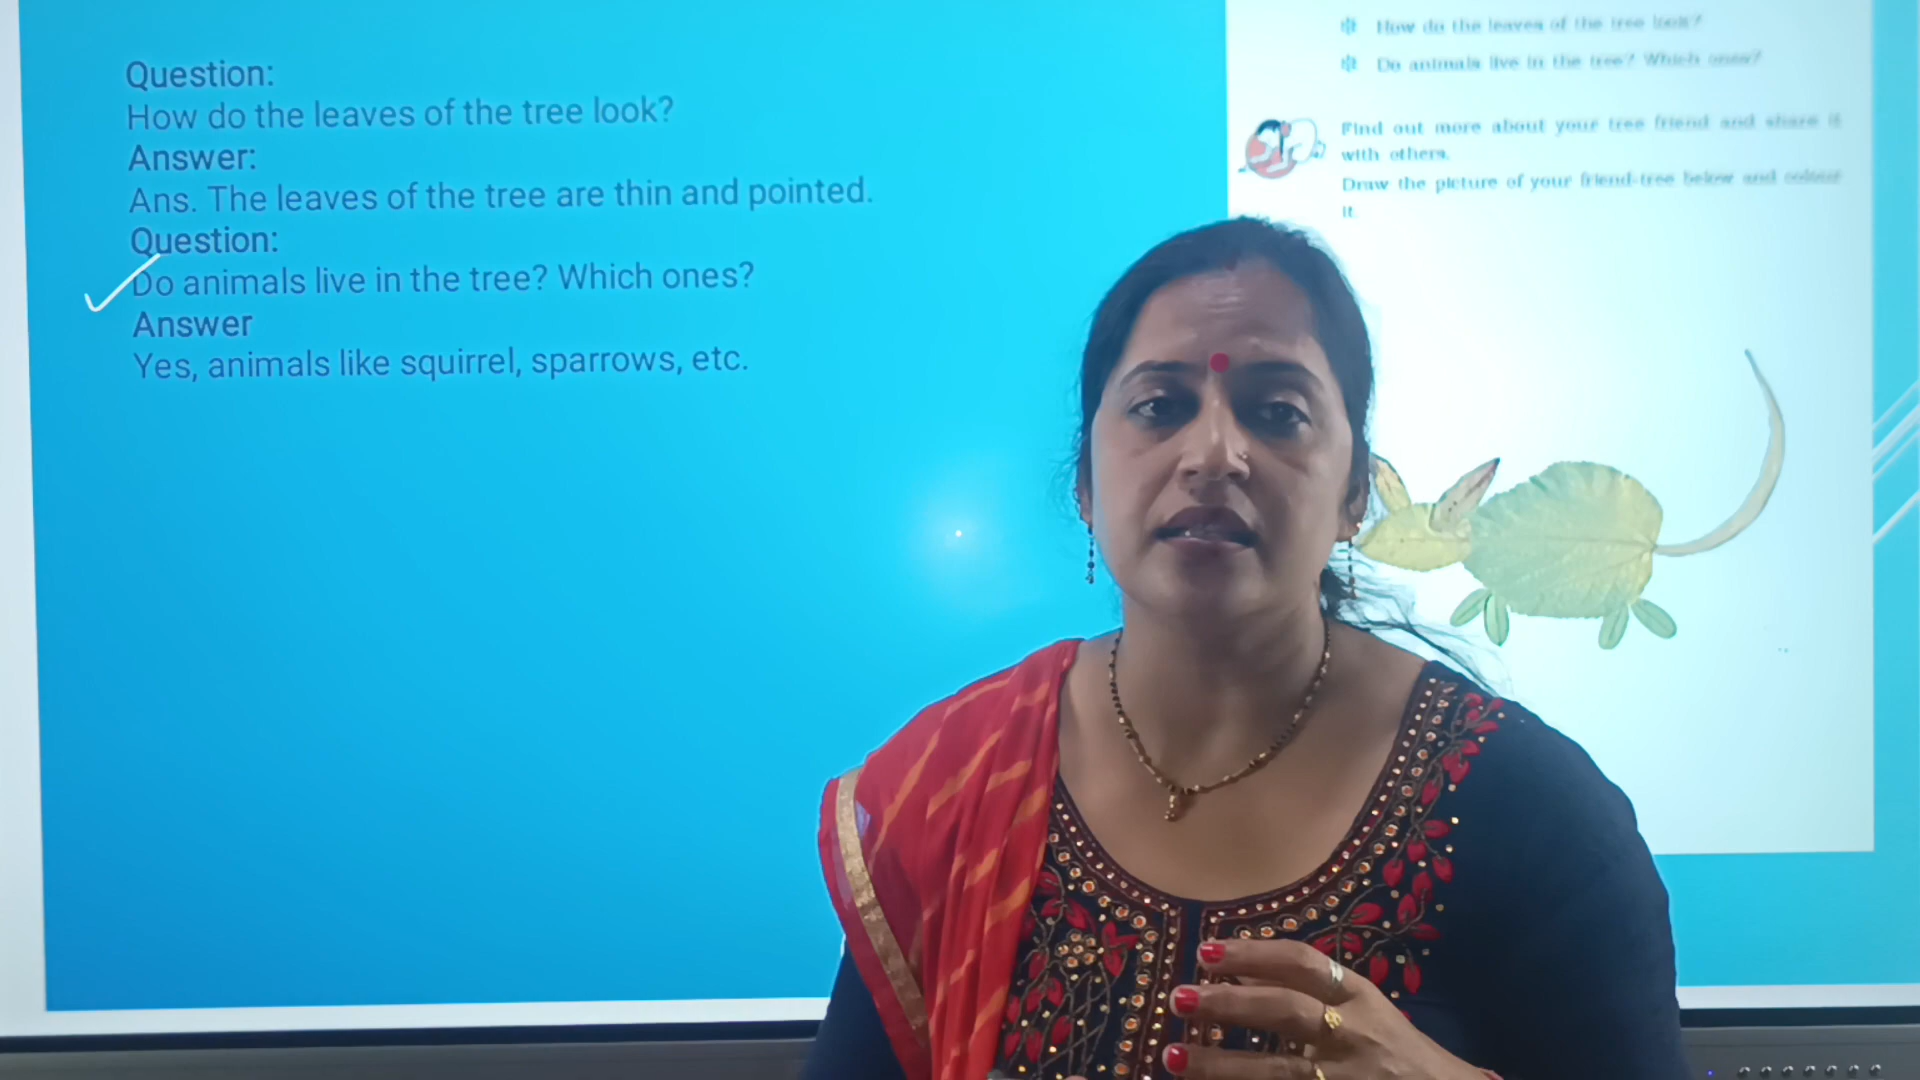 Question:
How do the leaves of the tree look?
Answer:
Ans. The leaves of the tree are thin and pointed.
Question:
Do animals live in the tree? Which ones?
Answer
Yes, animals like squirrel, sparrows, etc.
How do the leaves of the tree look?
Do animals live in the tree? Which ones?
Find out more about your tree friend and share it
with others.
Draw the picture of your friend-tree below and colour
it.